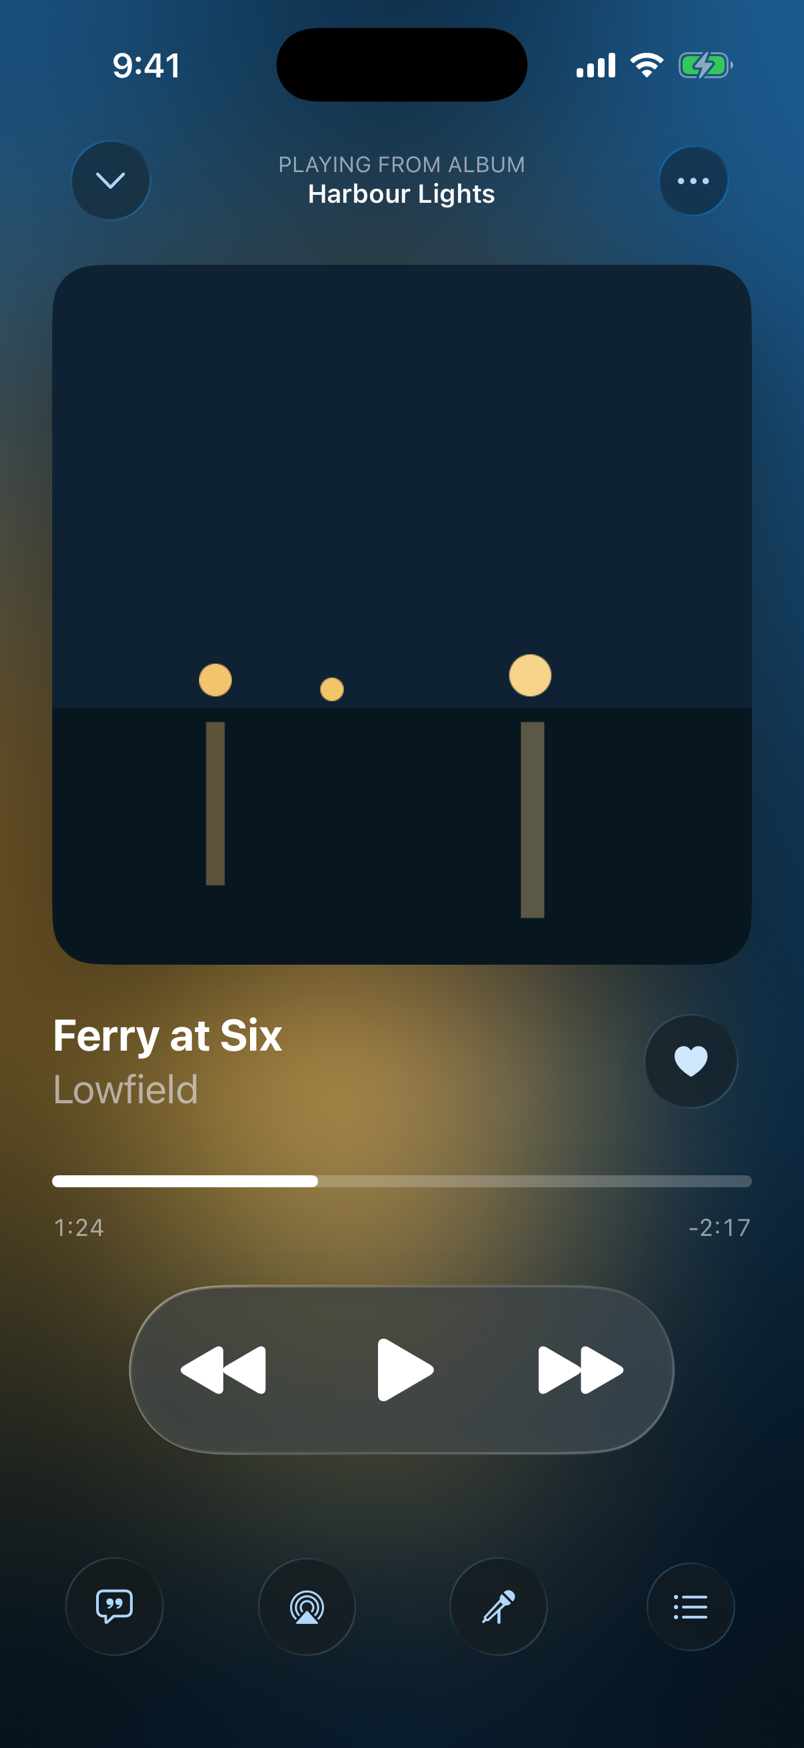 9:41
PLAYING FROM ALBUM
Harbour Lights
Ferry at Six
Lowfield
1:24
-2:17